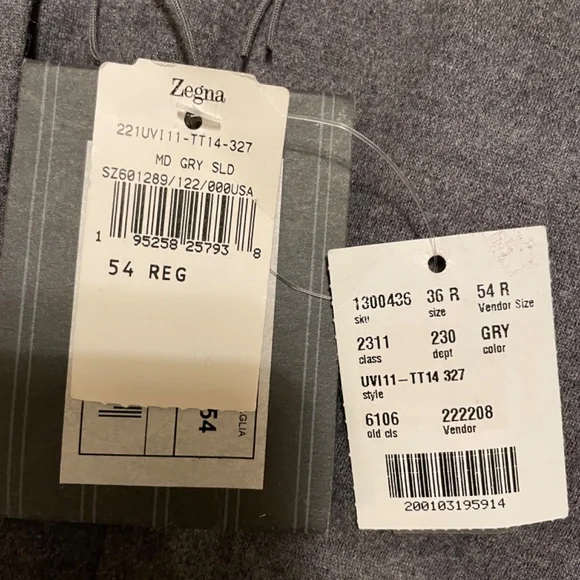 Zegna
221UVI11-TT14-327
MD GRY SLD
SZ601289/122/000USA
1 95258 25793 8
54 REG
54
GLIA
1300436 36 R 54 R
sku size Vendor Size
2311 230 GRY
class dept color
UVI11-TT14 327
style
6106 222208
old cls Vendor
200103195914